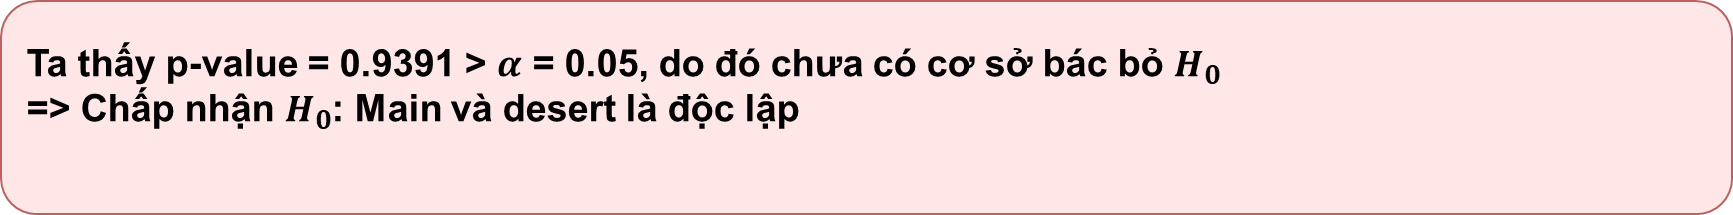 Ta thấy p-value = 0.9391 > 𝜶 = 0.05, do đó chưa có cơ sở bác bỏ 𝑯₀
=> Chấp nhận 𝑯₀: Main và desert là độc lập